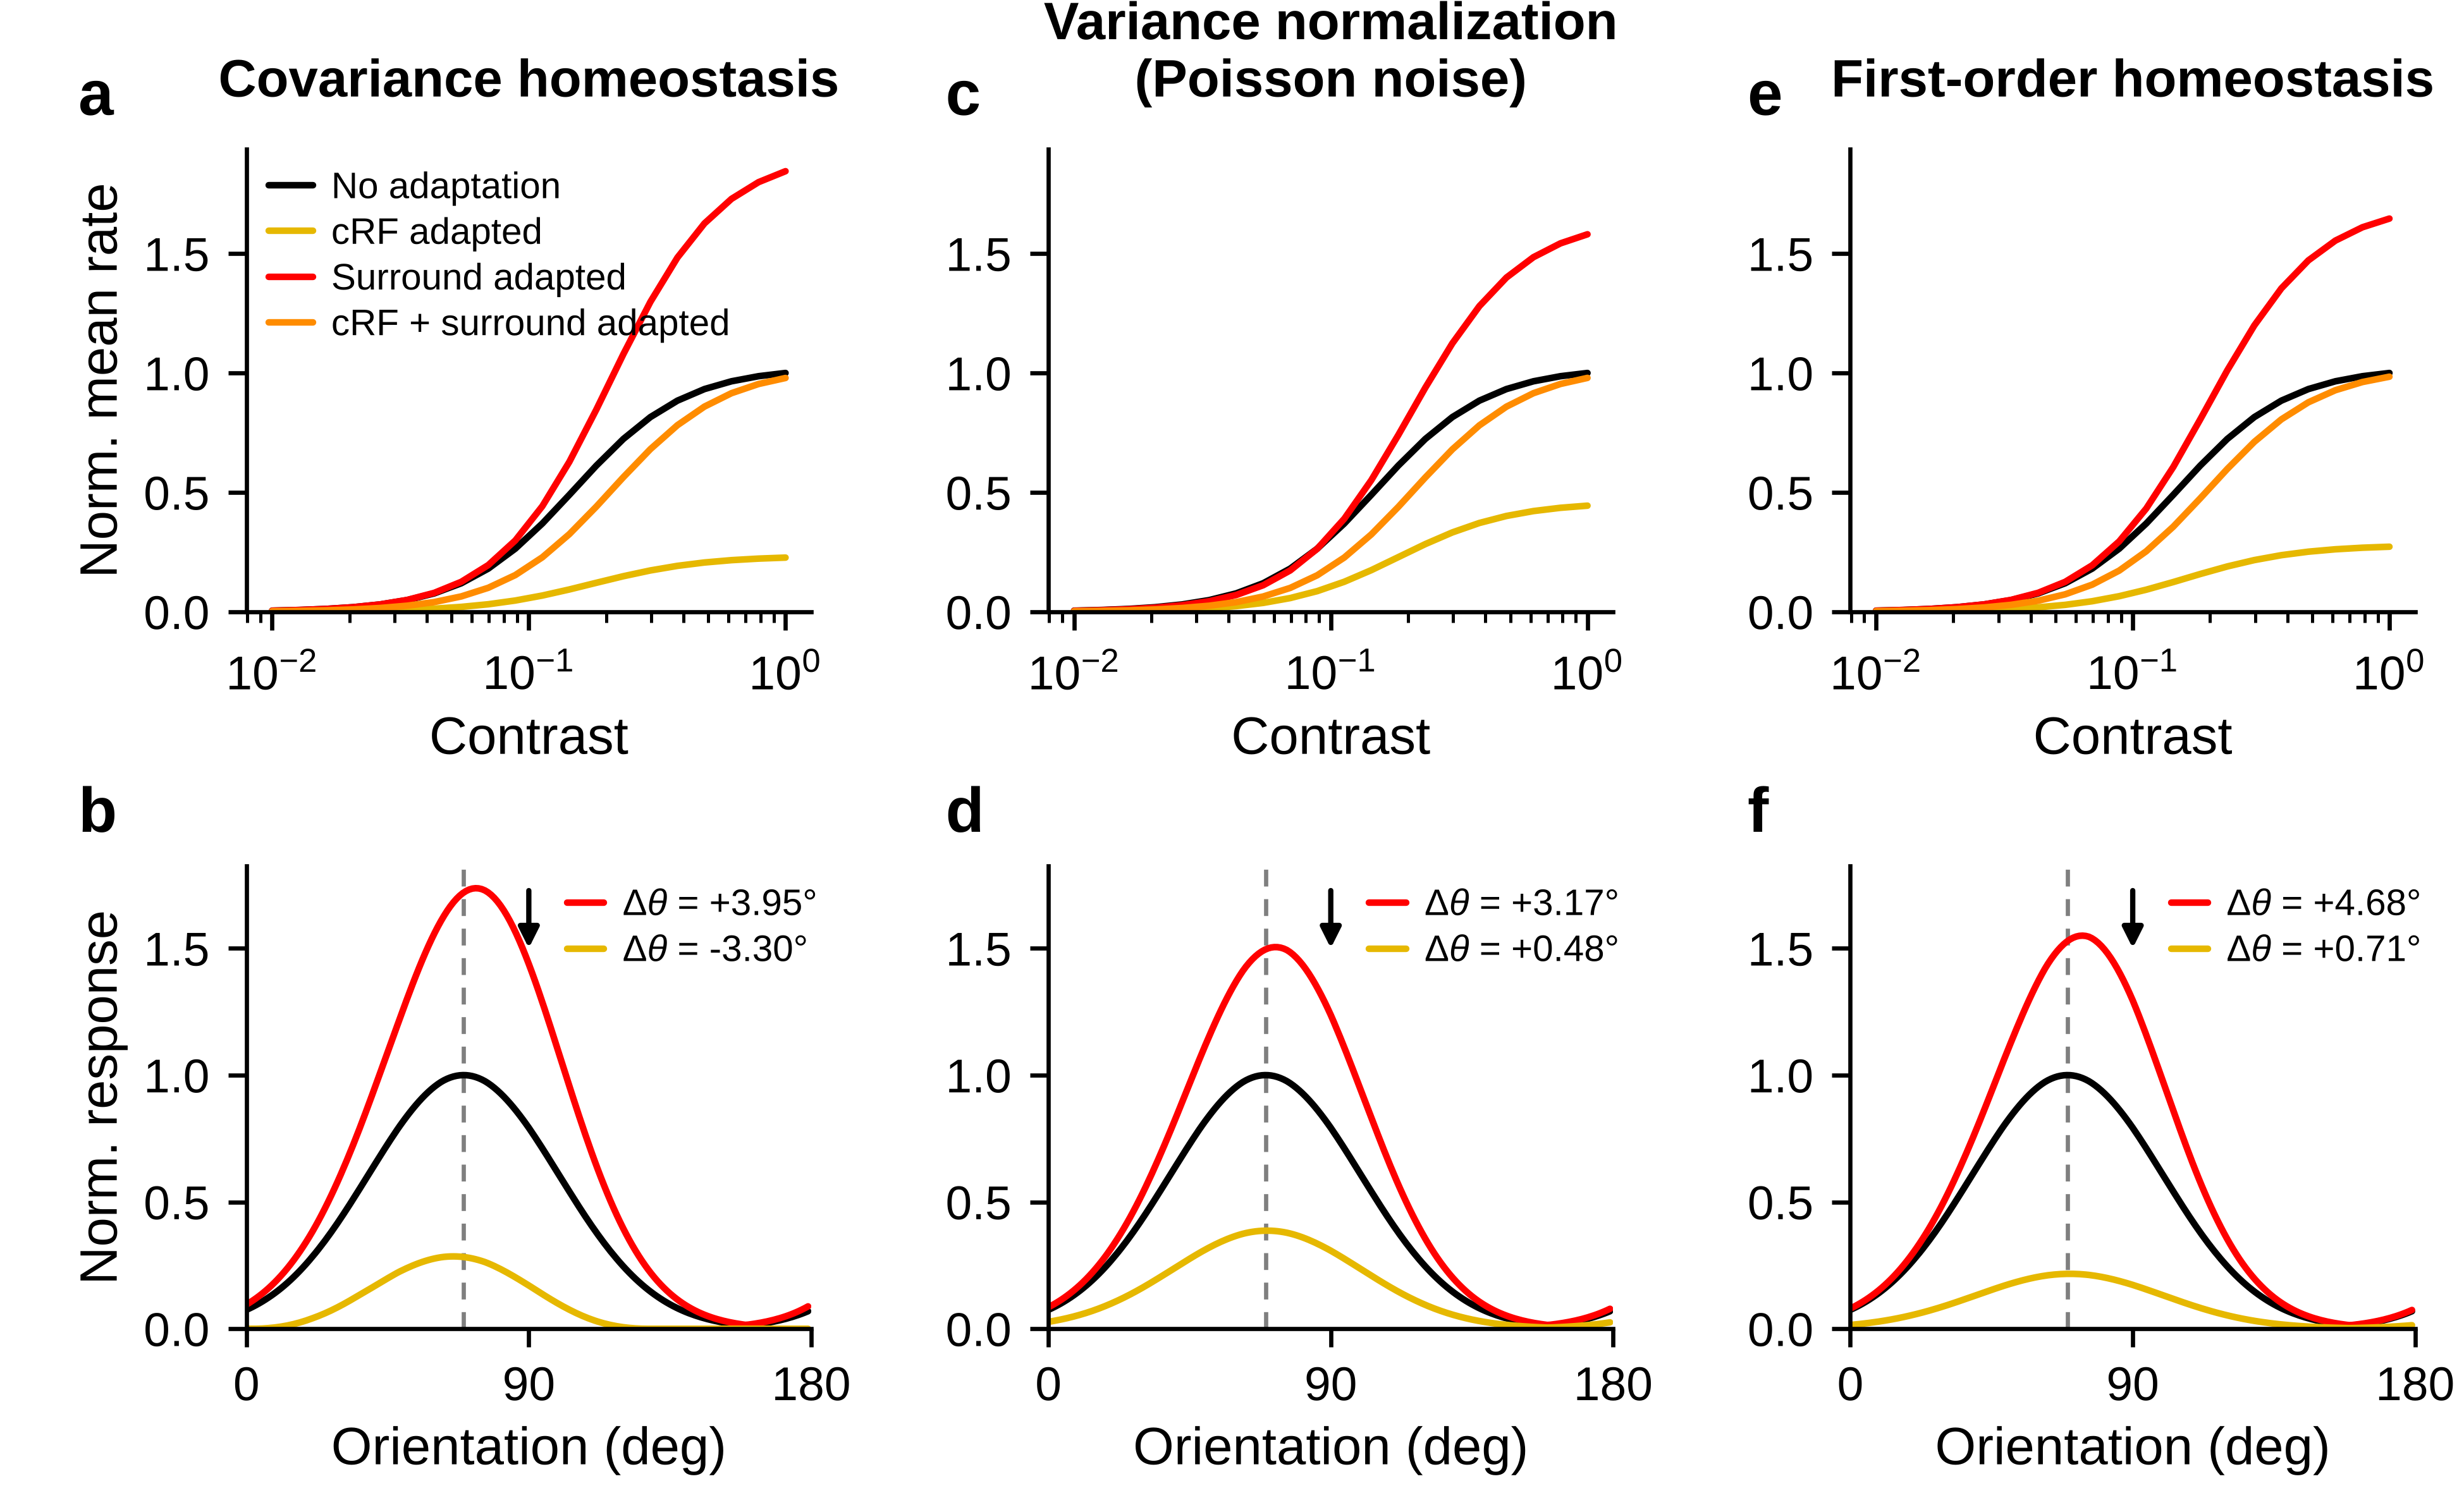 a
Covariance homeostasis
Norm. mean rate
1.5
1.0
0.5
0.0
No adaptation
cRF adapted
Surround adapted
cRF + surround adapted
10⁻²
10⁻¹
10⁰
Contrast
c
Variance normalization
(Poisson noise)
1.5
1.0
0.5
0.0
10⁻²
10⁻¹
10⁰
Contrast
e
First-order homeostasis
1.5
1.0
0.5
0.0
10⁻²
10⁻¹
10⁰
Contrast
b
Norm. response
1.5
1.0
0.5
0.0
Δθ = +3.95°
Δθ = -3.30°
0
90
180
Orientation (deg)
d
1.5
1.0
0.5
0.0
Δθ = +3.17°
Δθ = +0.48°
0
90
180
Orientation (deg)
f
1.5
1.0
0.5
0.0
Δθ = +4.68°
Δθ = +0.71°
0
90
180
Orientation (deg)